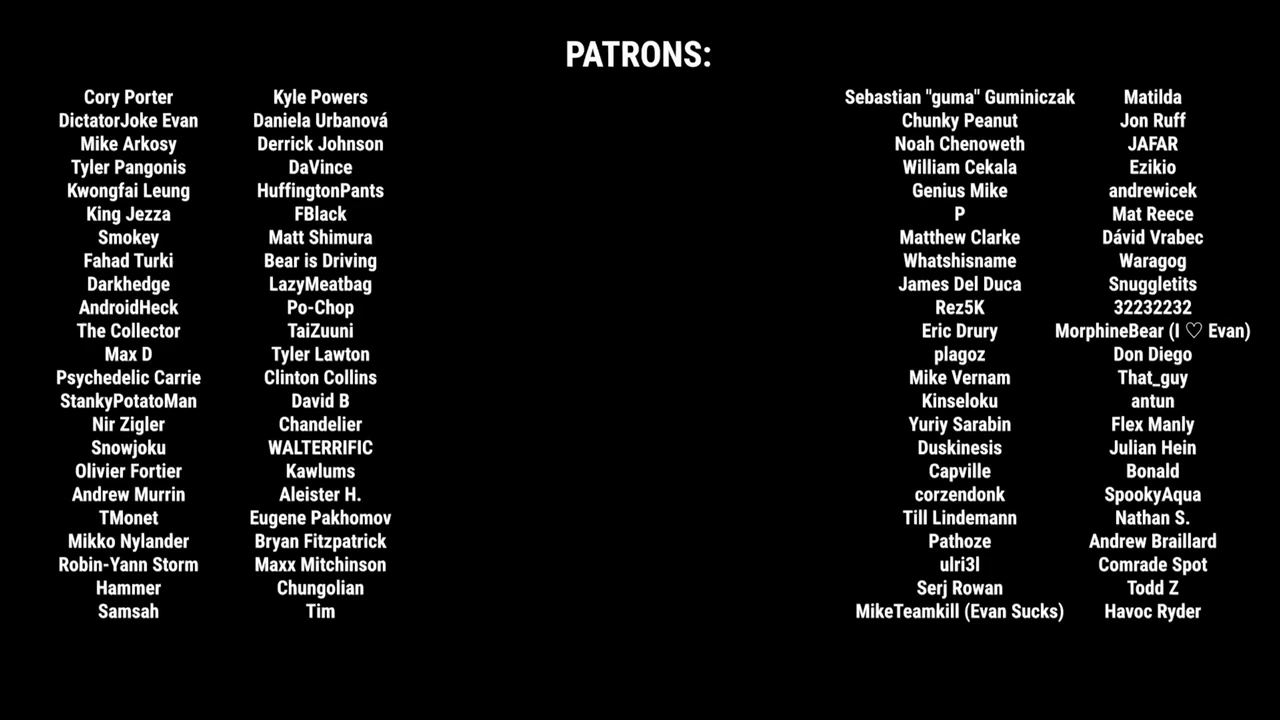 PATRONS:
Cory Porter
DictatorJoke Evan
Mike Arkosy
Tyler Pangonis
Kwongfai Leung
King Jezza
Smokey
Fahad Turki
Darkhedge
AndroidHeck
The Collector
Max D
Psychedelic Carrie
StankyPotatoMan
Nir Zigler
Snowjoku
Olivier Fortier
Andrew Murrin
TMonet
Mikko Nylander
Robin-Yann Storm
Hammer
Samsah
Kyle Powers
Daniela Urbanová
Derrick Johnson
DaVince
HuffingtonPants
FBlack
Matt Shimura
Bear is Driving
LazyMeatbag
Po-Chop
TaiZuuni
Tyler Lawton
Clinton Collins
David B
Chandelier
WALTERRIFIC
Kawlums
Aleister H.
Eugene Pakhomov
Bryan Fitzpatrick
Maxx Mitchinson
Chungolian
Tim
Sebastian "guma" Guminiczak
Chunky Peanut
Noah Chenoweth
William Cekala
Genius Mike
P
Matthew Clarke
Whatshisname
James Del Duca
Rez5K
Eric Drury
plagoz
Mike Vernam
Kinseloku
Yuriy Sarabin
Duskinesis
Capville
corzendonk
Till Lindemann
Pathoze
ulri3l
Serj Rowan
MikeTeamkill (Evan Sucks)
Matilda
Jon Ruff
JAFAR
Ezikio
andrewicek
Mat Reece
Dávid Vrabec
Waragog
Snuggletits
32232232
MorphineBear (I ♡ Evan)
Don Diego
That_guy
antun
Flex Manly
Julian Hein
Bonald
SpookyAqua
Nathan S.
Andrew Braillard
Comrade Spot
Todd Z
Havoc Ryder